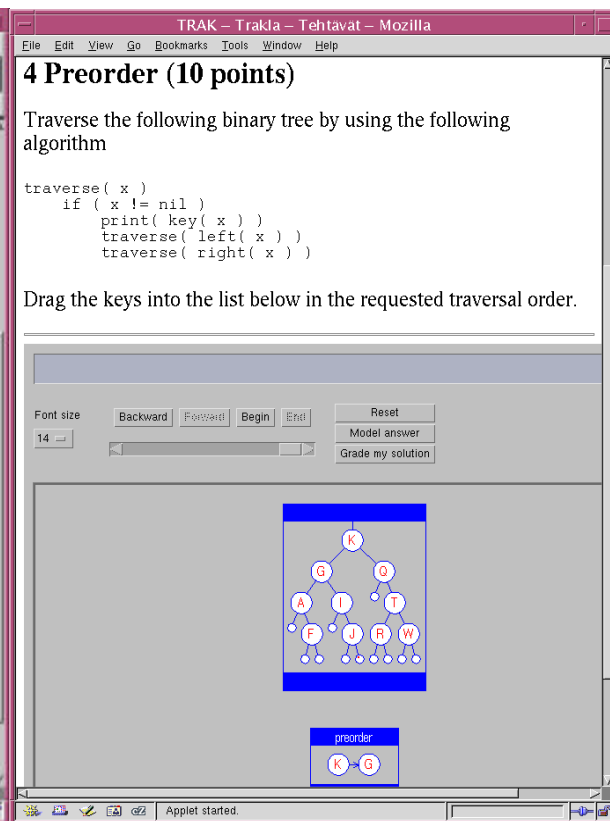 TRAK – Trakla – Tehtävät – Mozilla
File Edit View Go Bookmarks Tools Window Help
4 Preorder (10 points)
Traverse the following binary tree by using the following
algorithm
traverse( x )
if ( x != nil )
print( key( x ) )
traverse( left( x ) )
traverse( right( x ) )
Drag the keys into the list below in the requested traversal order.
Font size
14
Backward Forward Begin End
Reset
Model answer
Grade my solution
K
G Q
A I T
F J R W
preorder
K G
Applet started.